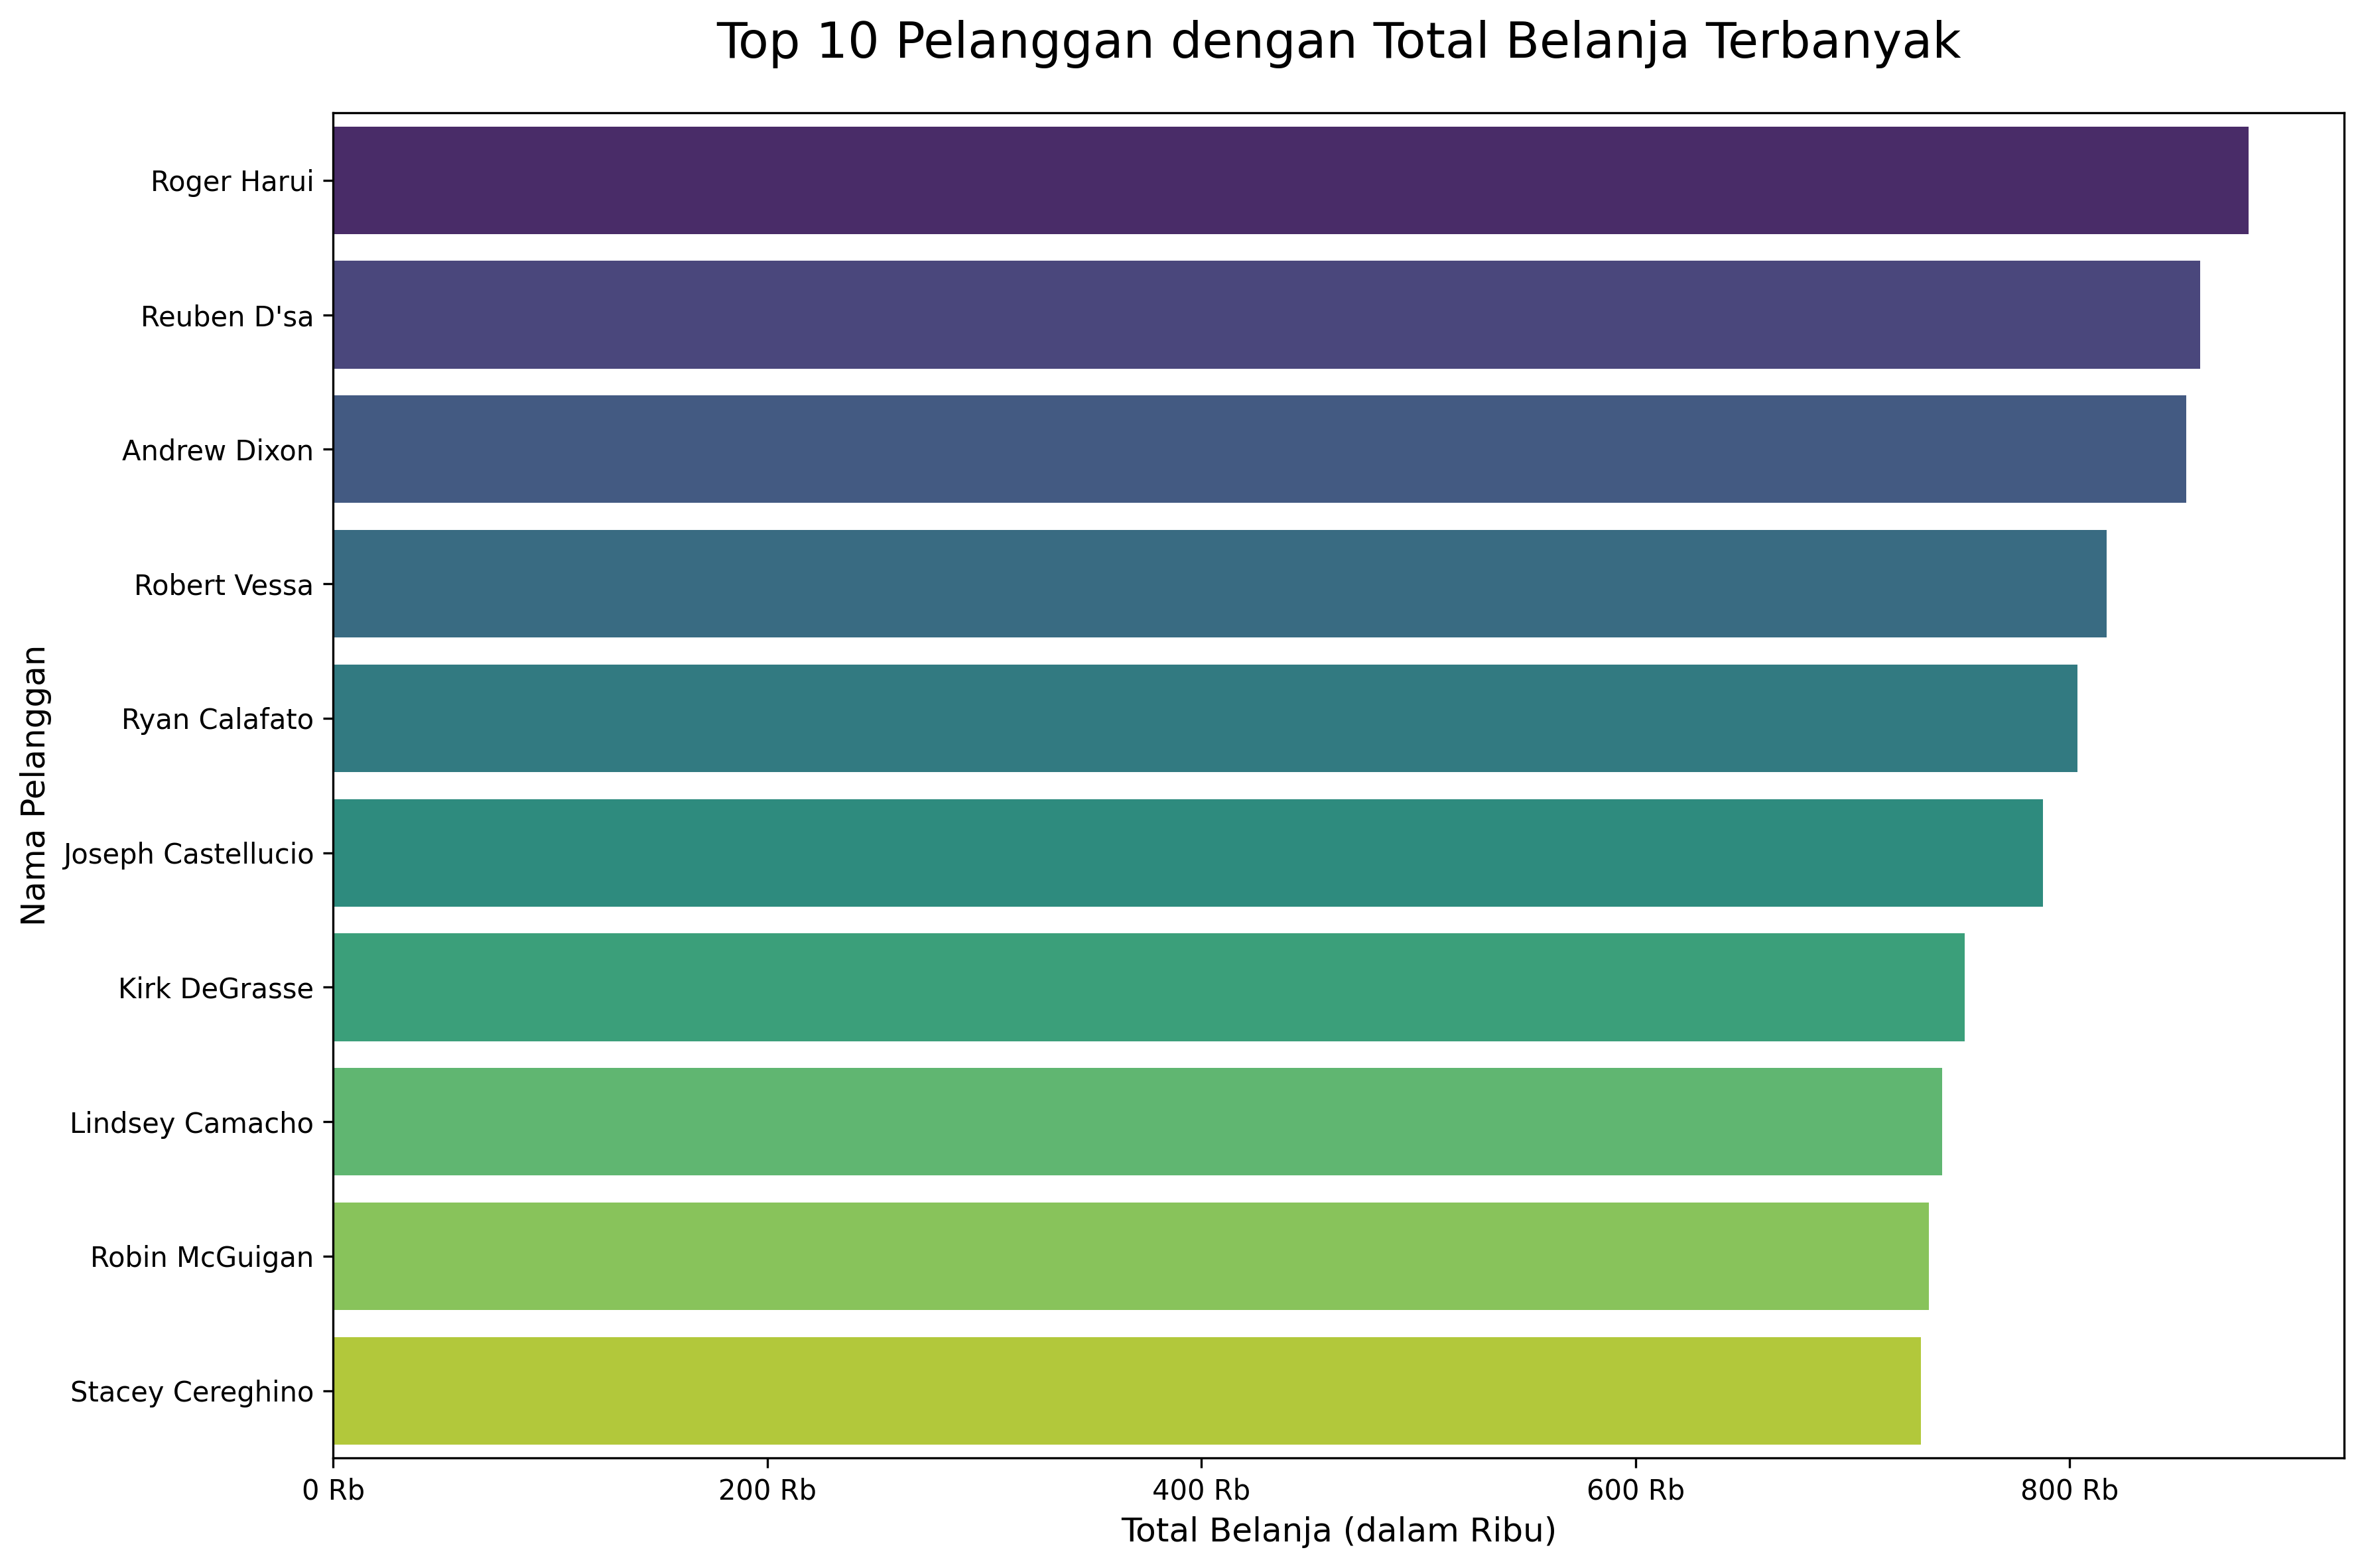 Top 10 Pelanggan dengan Total Belanja Terbanyak
Nama Pelanggan
Roger Harui
Reuben D'sa
Andrew Dixon
Robert Vessa
Ryan Calafato
Joseph Castellucio
Kirk DeGrasse
Lindsey Camacho
Robin McGuigan
Stacey Cereghino
0 Rb 200 Rb 400 Rb 600 Rb 800 Rb
Total Belanja (dalam Ribu)